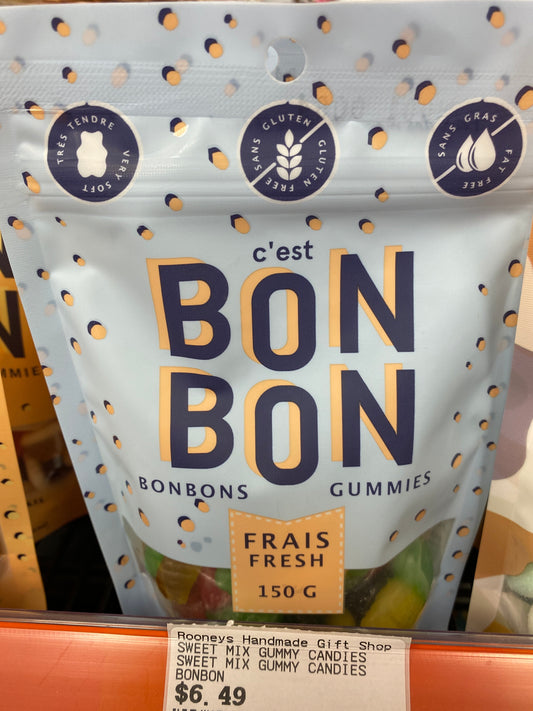 TRÈS TENDRE
VERY SOFT
SANS GLUTEN
GLUTEN FREE
SANS GRAS
FAT FREE
c'est
BON
BON
BONBONS GUMMIES
FRAIS
FRESH
150 G
Rooneys Handmade Gift Shop
SWEET MIX GUMMY CANDIES
SWEET MIX GUMMY CANDIES
BONBON
$6.49